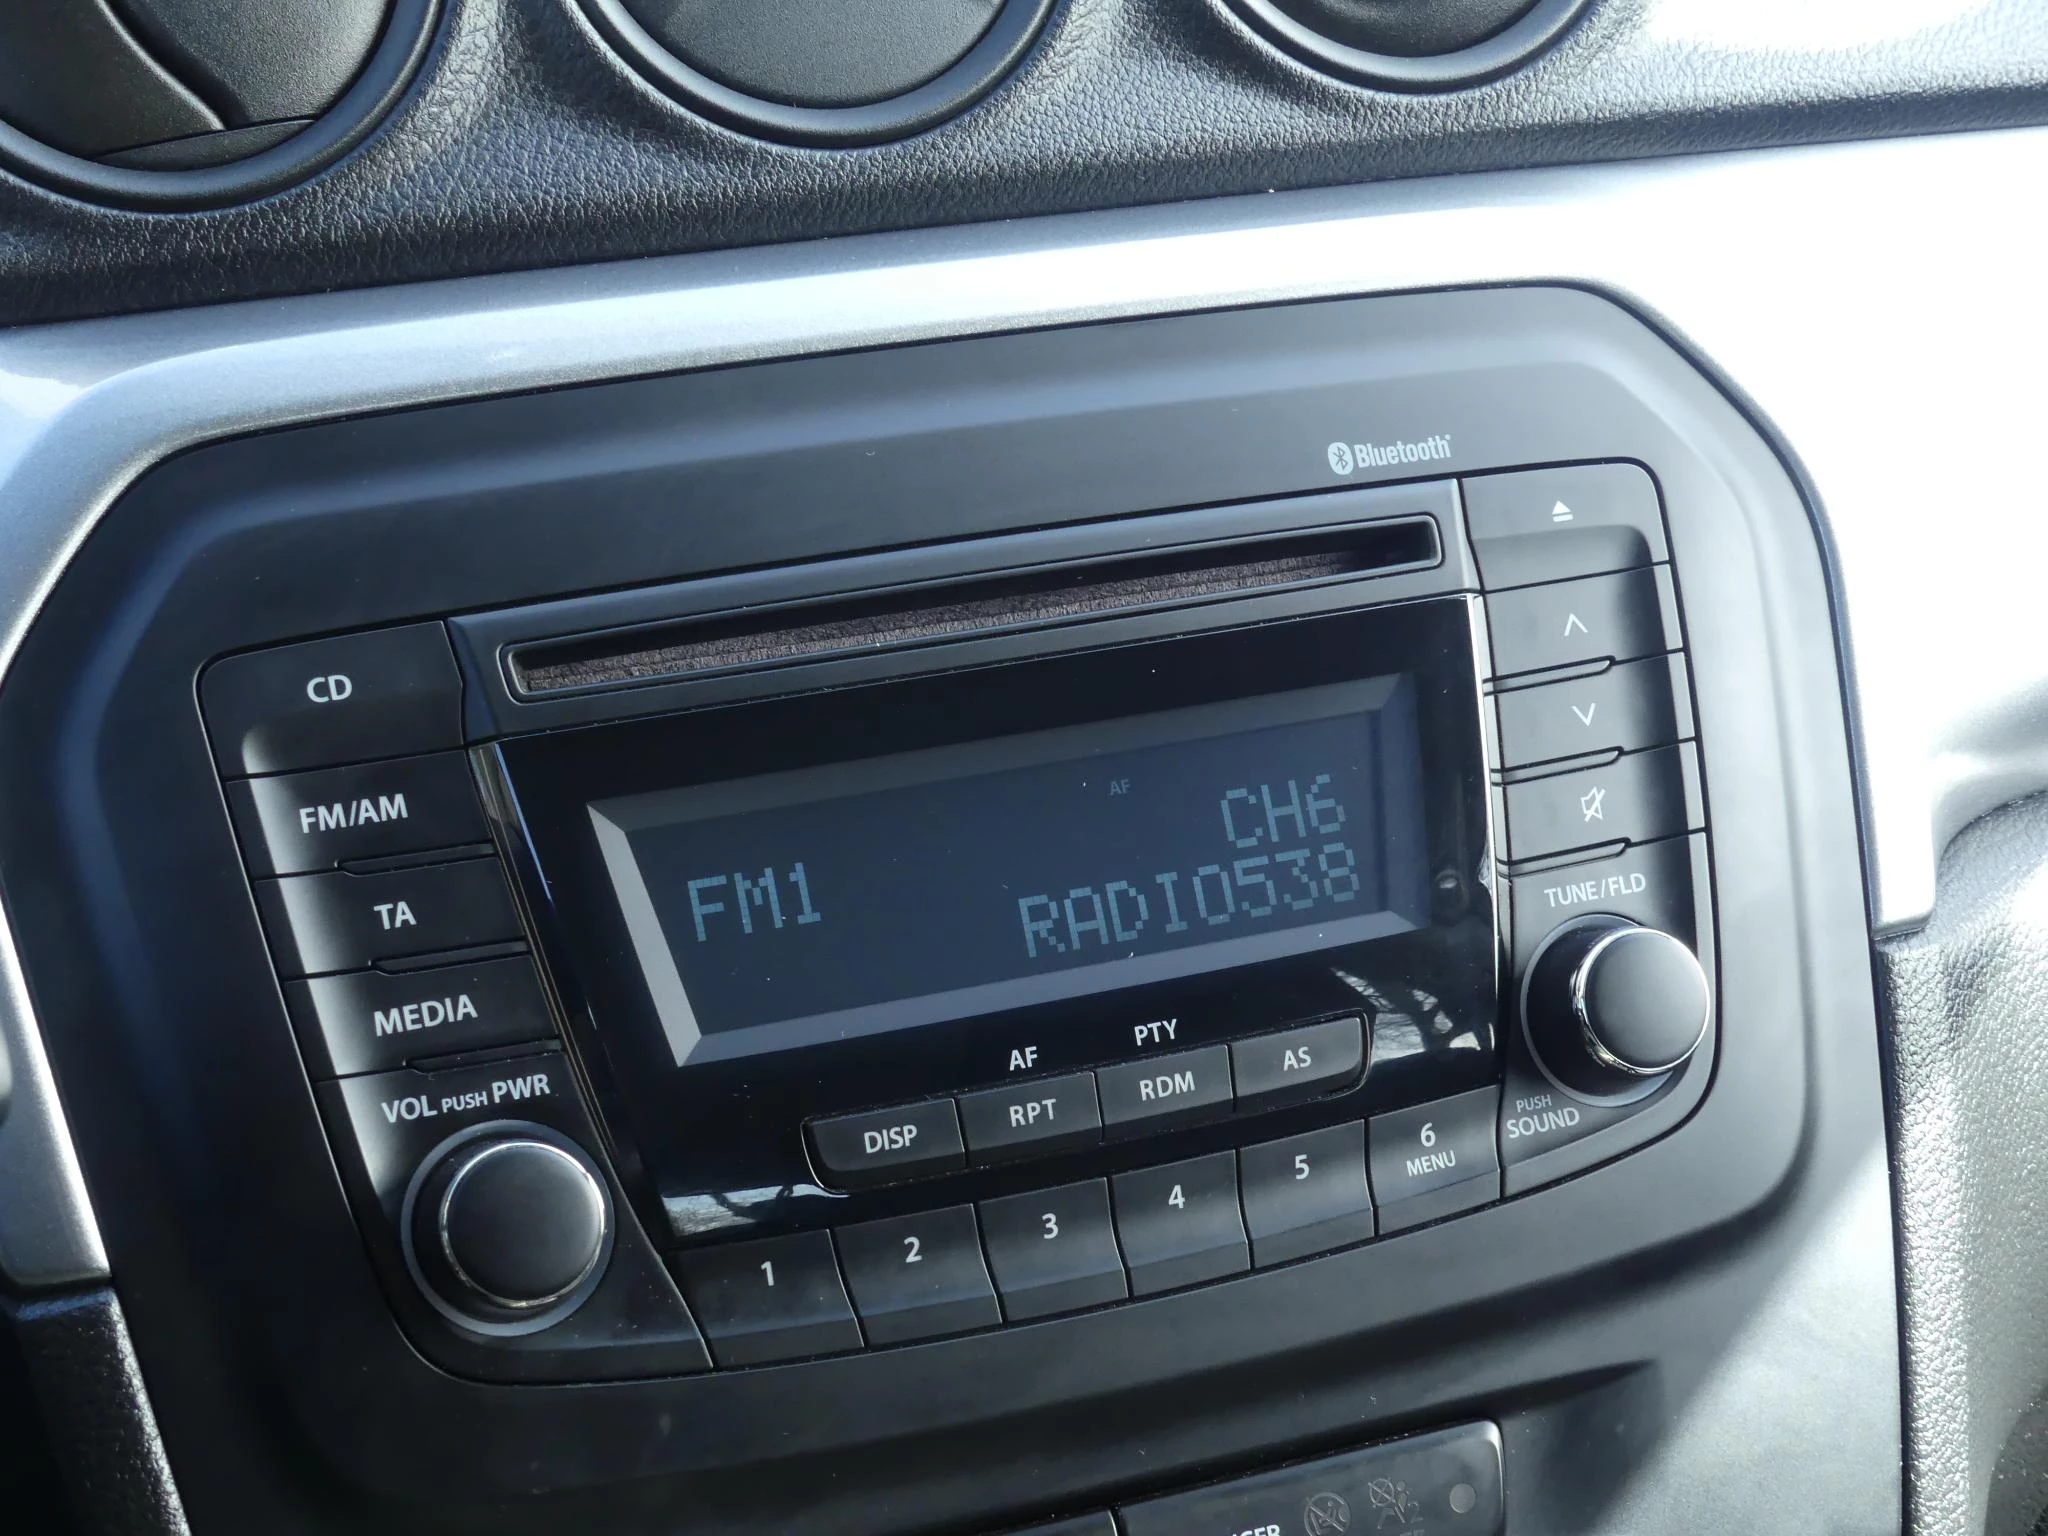 Bluetooth
CD
FM/AM
TA
MEDIA
VOL PUSH PWR
AF
CH6
FM1
RADIO538
TUNE/FLD
AF
PTY
DISP
RPT
RDM
AS
PUSH
SOUND
1
2
3
4
5
6
MENU